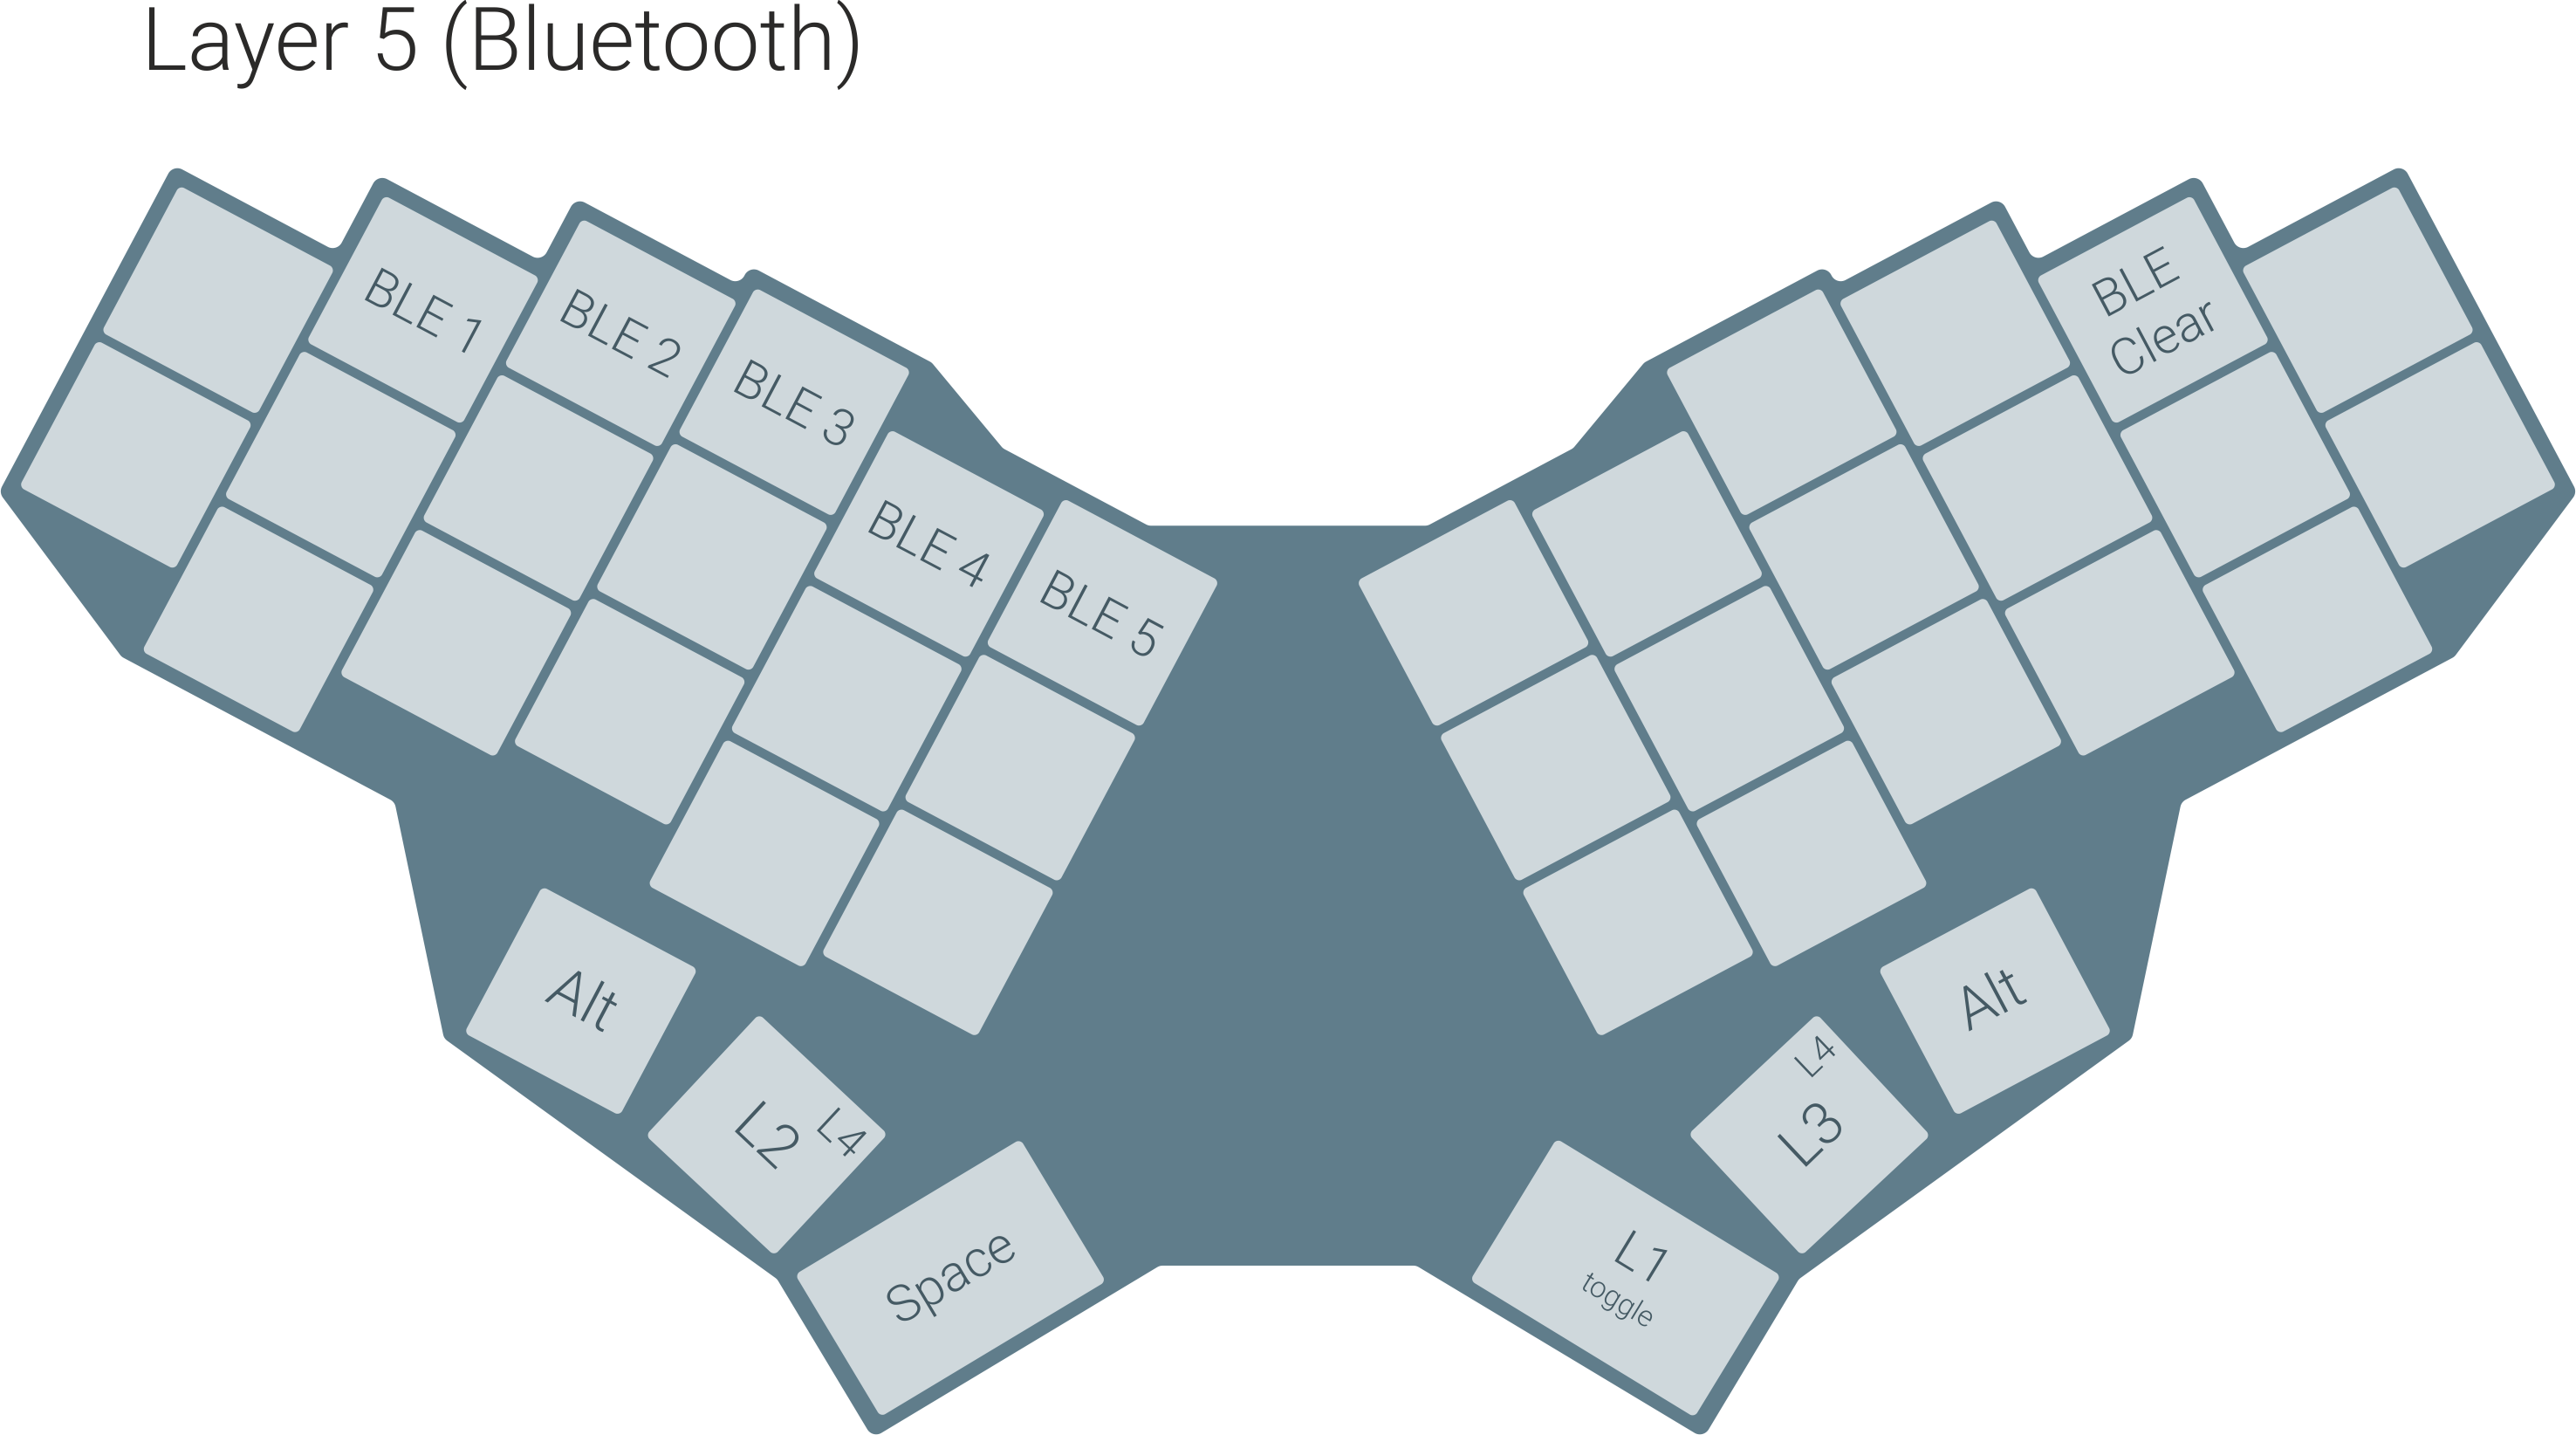 Layer 5 (Bluetooth)
BLE 1
BLE 2
BLE 3
BLE 4
BLE 5
BLE
Clear
Alt
L2
L4
Space
L1
toggle
L4
L3
Alt